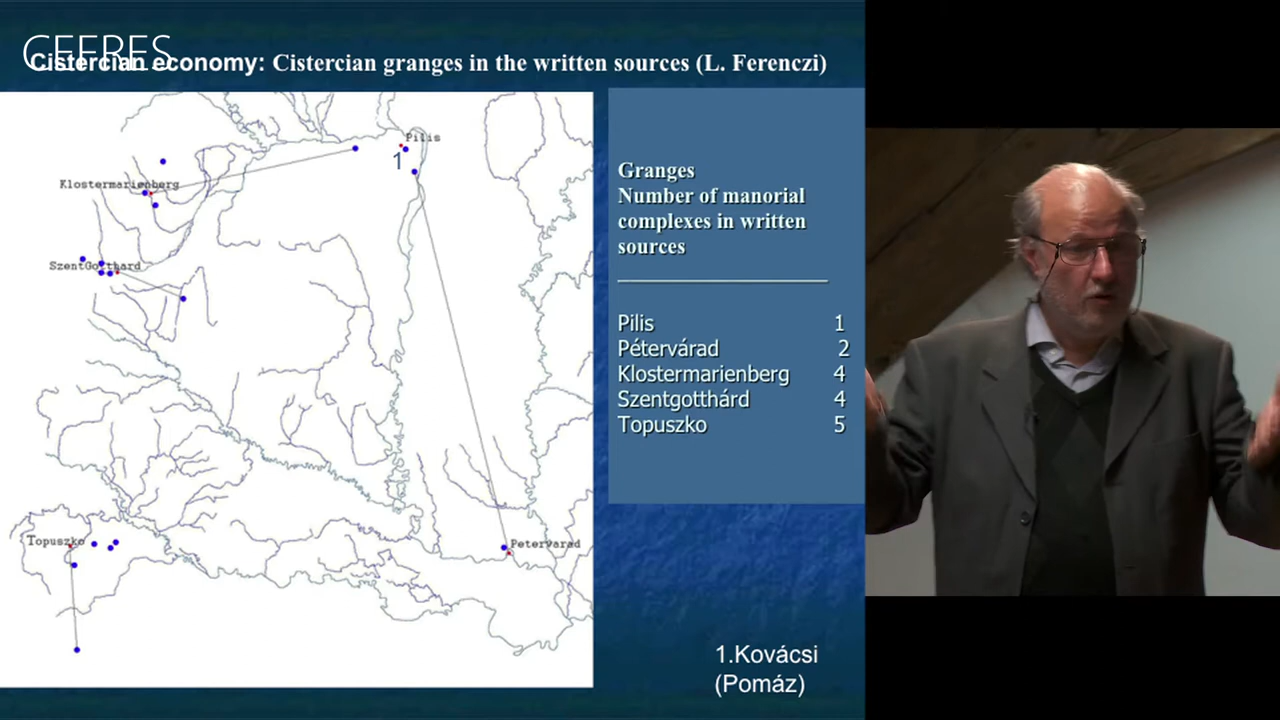 CEFRES
Cistercian economy: Cistercian granges in the written sources (L. Ferenczi)
Pilis
1
Klostermarienberg
SzentGotthard
Topuszko
Petervarad
Granges
Number of manorial
complexes in written
sources
Pilis 1
Pétervárad 2
Klostermarienberg 4
Szentgotthárd 4
Topuszko 5
1.Kovácsi
(Pomáz)